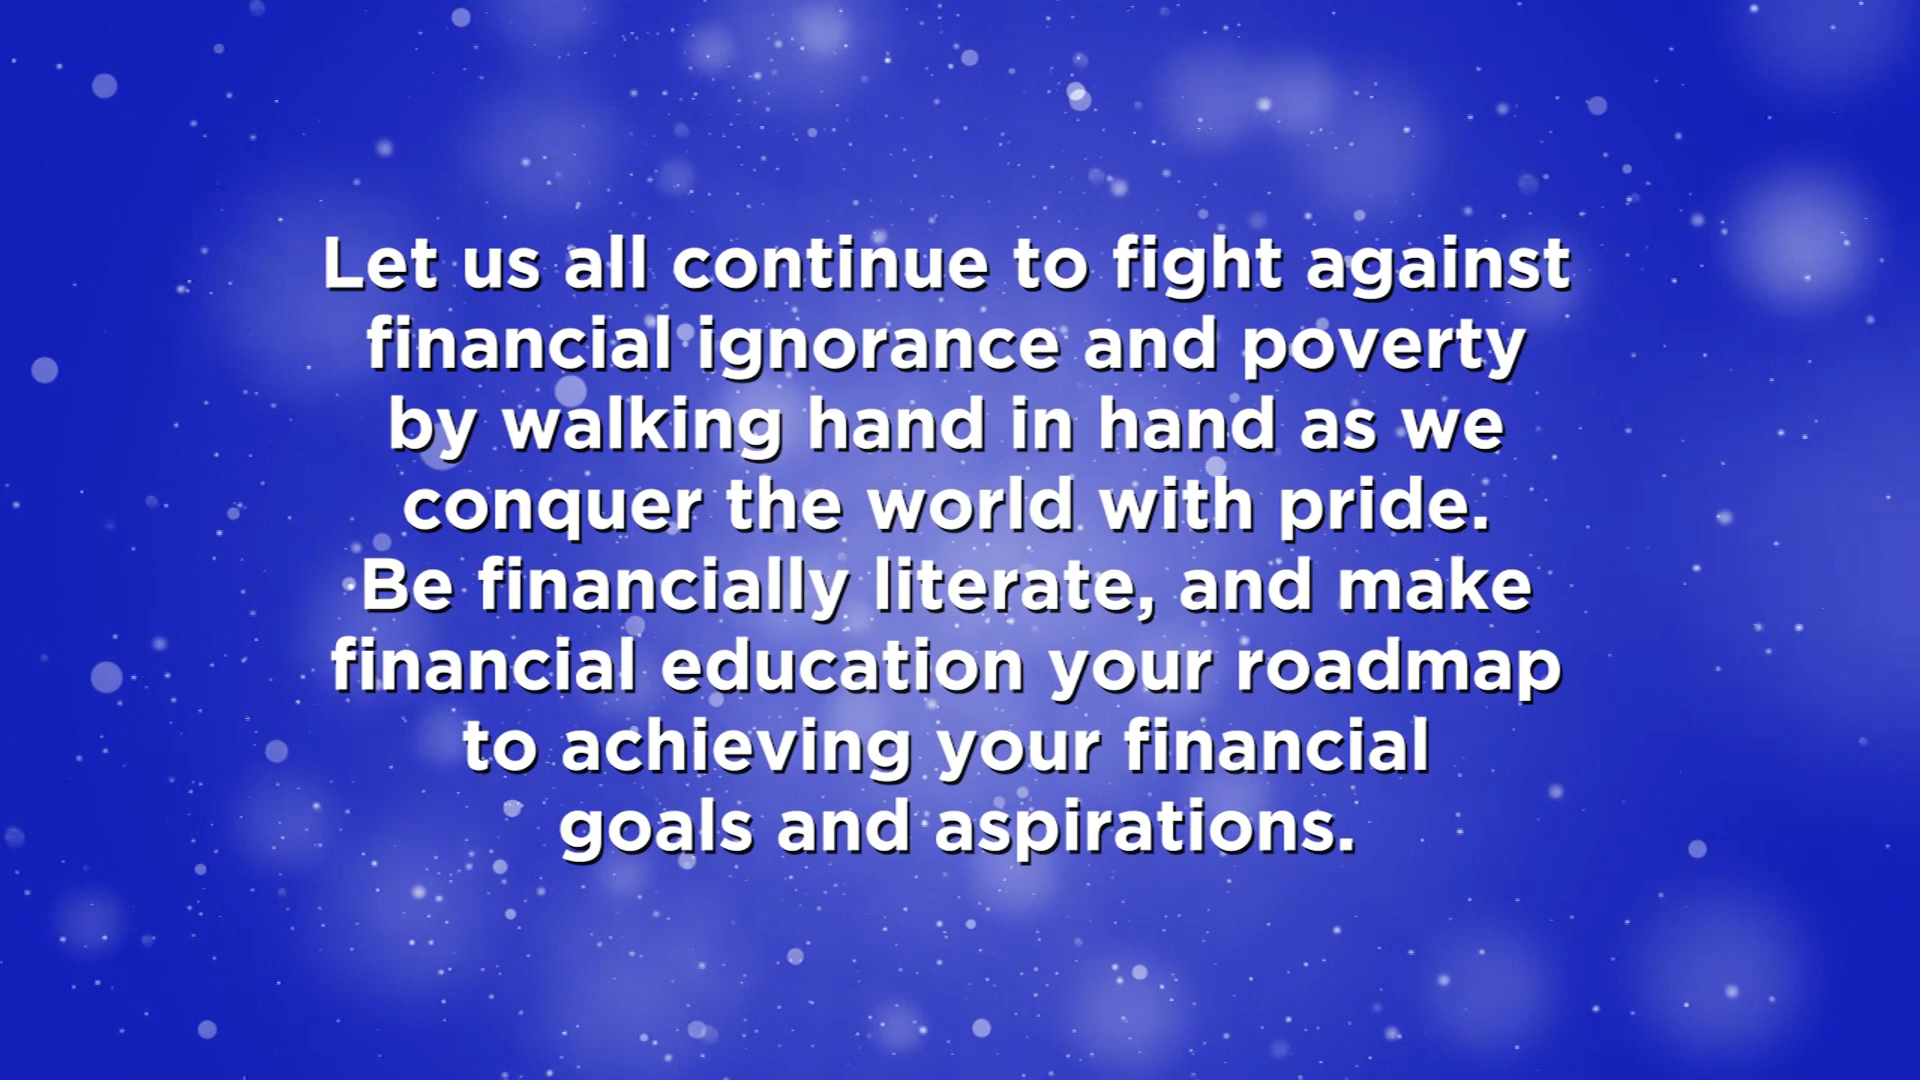 Let us all continue to fight against
financial ignorance and poverty
by walking hand in hand as we
conquer the world with pride.
Be financially literate, and make
financial education your roadmap
to achieving your financial
goals and aspirations.